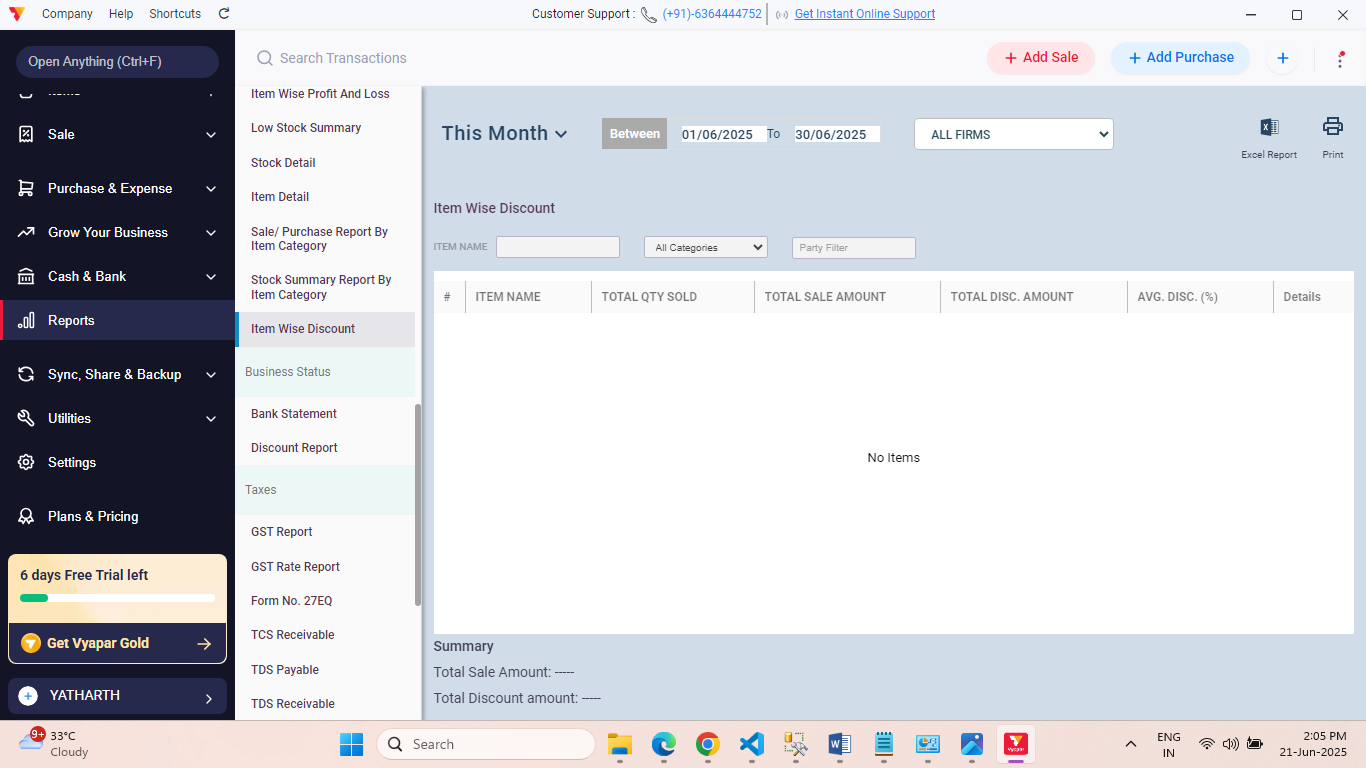 Company Help Shortcuts
Customer Support : (+91)-6364444752 Get Instant Online Support
Open Anything (Ctrl+F)
Search Transactions
+ Add Sale
+ Add Purchase
Sale
Purchase & Expense
Grow Your Business
Cash & Bank
Reports
Sync, Share & Backup
Utilities
Settings
Plans & Pricing
6 days Free Trial left
Get Vyapar Gold
YATHARTH
Item Wise Profit And Loss
Low Stock Summary
Stock Detail
Item Detail
Sale/ Purchase Report By
Item Category
Stock Summary Report By
Item Category
Item Wise Discount
Business Status
Bank Statement
Discount Report
Taxes
GST Report
GST Rate Report
Form No. 27EQ
TCS Receivable
TDS Payable
TDS Receivable
This Month
Between 01/06/2025 To 30/06/2025
ALL FIRMS
Excel Report
Print
Item Wise Discount
ITEM NAME
All Categories
Party Filter
# ITEM NAME TOTAL QTY SOLD TOTAL SALE AMOUNT TOTAL DISC. AMOUNT AVG. DISC. (%) Details
No Items
Summary
Total Sale Amount: -----
Total Discount amount: -----
9+
33°C
Cloudy
Search
Vyapar
ENG
IN
2:05 PM
21-Jun-2025